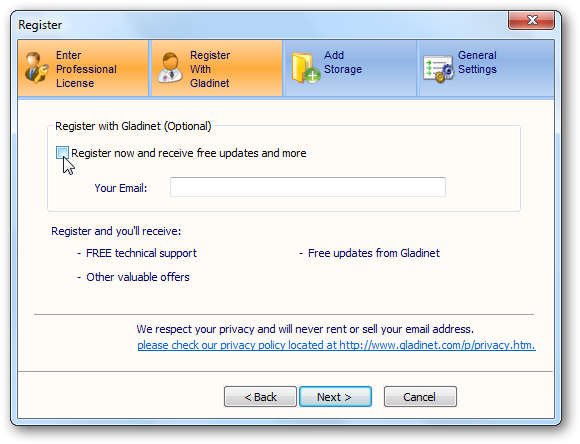 Register
Enter
Professional
License
Register
With
Gladinet
Add
Storage
General
Settings
Register with Gladinet (Optional)
Register now and receive free updates and more
Your Email:
Register and you'll receive:
- FREE technical support
- Free updates from Gladinet
- Other valuable offers
We respect your privacy and will never rent or sell your email address.
please check our privacy policy located at http://www.gladinet.com/p/privacy.htm.
< Back
Next >
Cancel